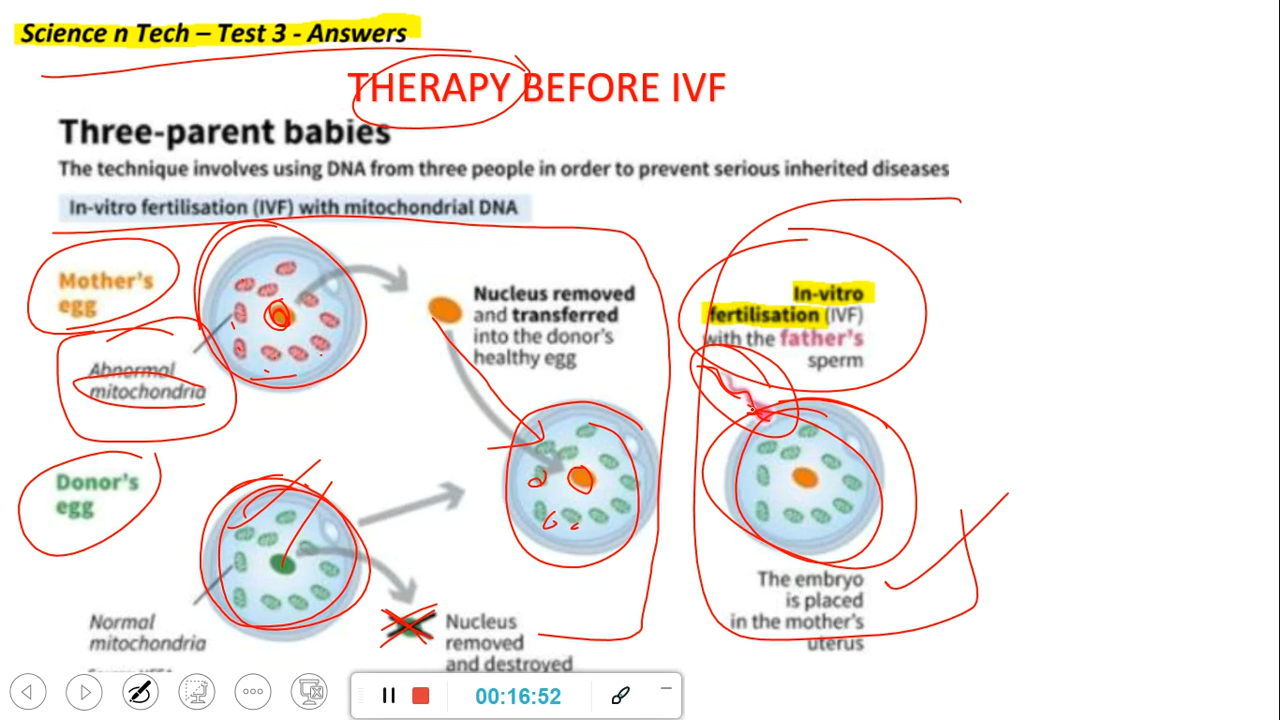 Science n Tech – Test 3 - Answers
THERAPY BEFORE IVF
Three-parent babies
The technique involves using DNA from three people in order to prevent serious inherited diseases
In-vitro fertilisation (IVF) with mitochondrial DNA
Mother's
egg
Abnormal
mitochondria
Nucleus removed
and transferred
into the donor's
healthy egg
In-vitro
fertilisation (IVF)
with the father's
sperm
Donor's
egg
Normal
mitochondria
Nucleus
removed
and destroyed
The embryo
is placed
in the mother's
uterus
00:16:52